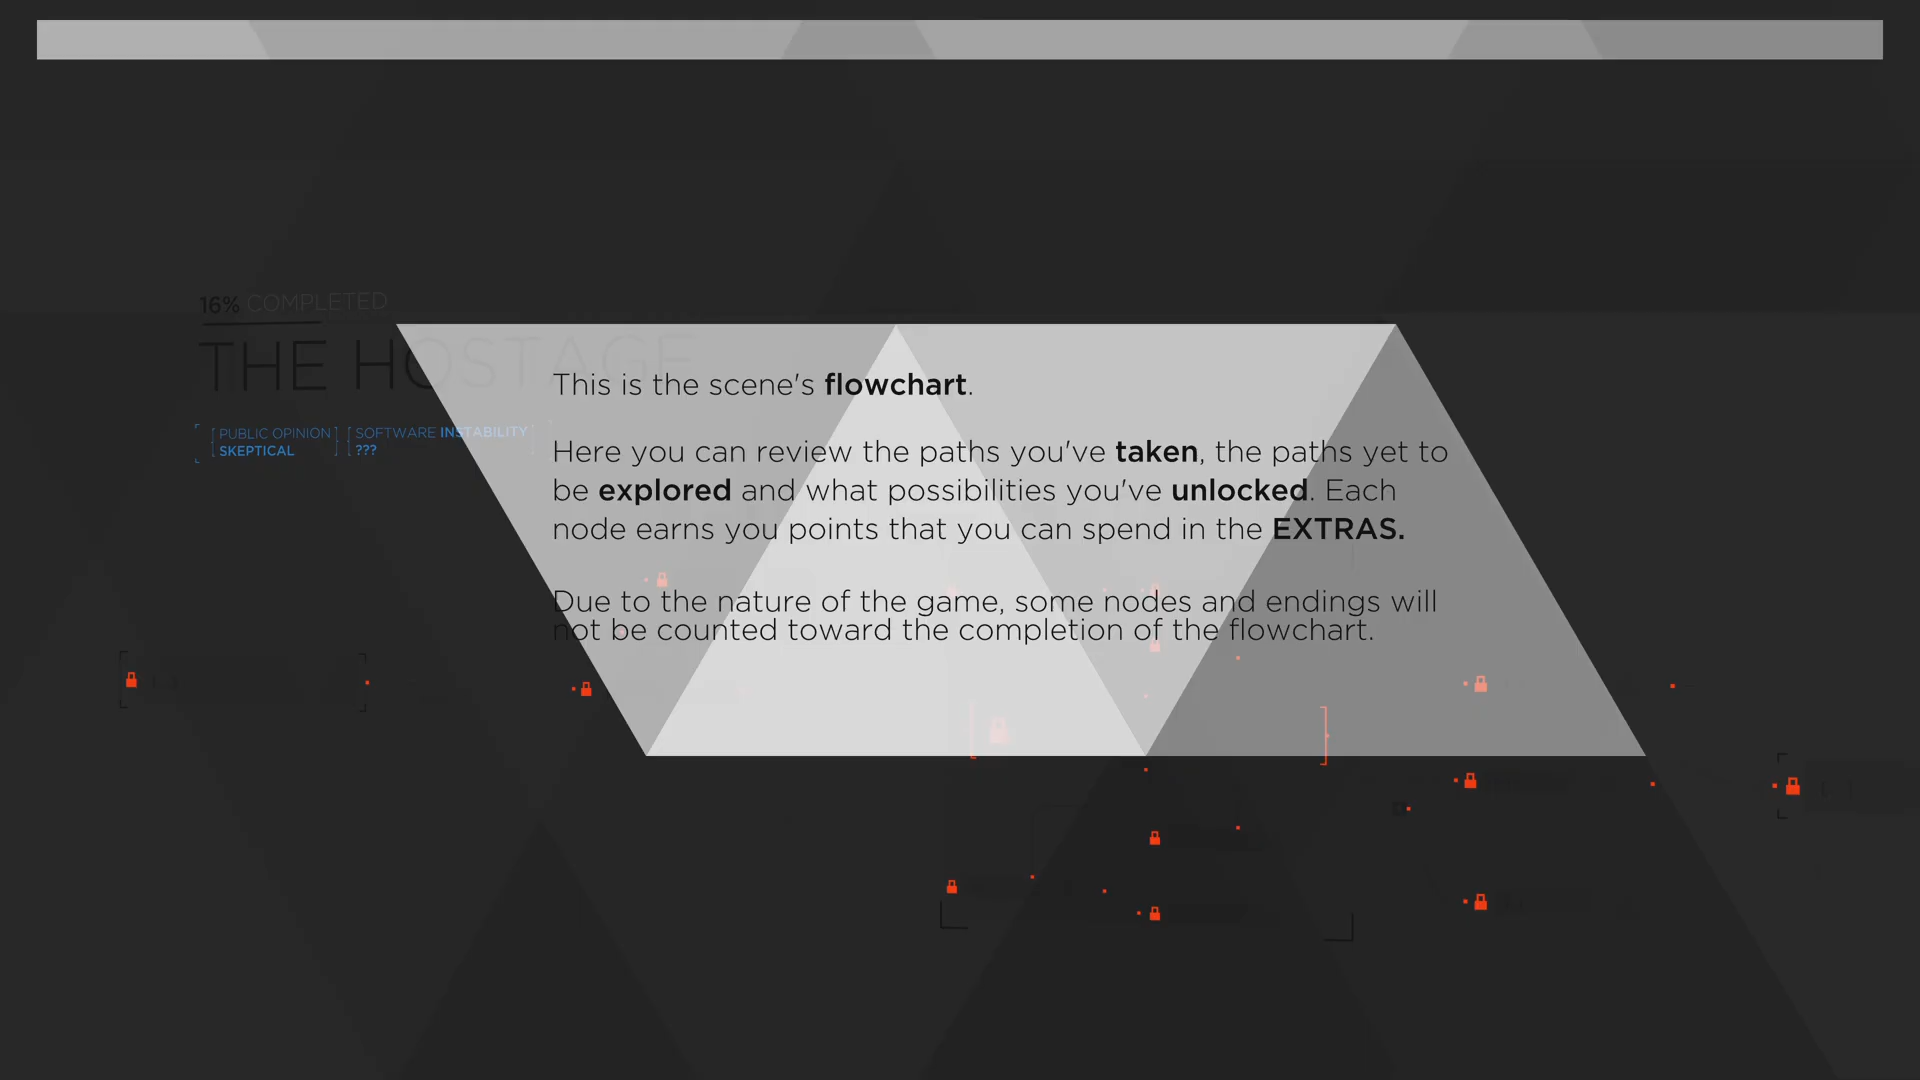 16% COMPLETED
THE HOSTAGE
PUBLIC OPINION
SKEPTICAL
SOFTWARE INSTABILITY
???
This is the scene's flowchart.
Here you can review the paths you've taken, the paths yet to
be explored and what possibilities you've unlocked. Each
node earns you points that you can spend in the EXTRAS.
Due to the nature of the game, some nodes and endings will
not be counted toward the completion of the flowchart.